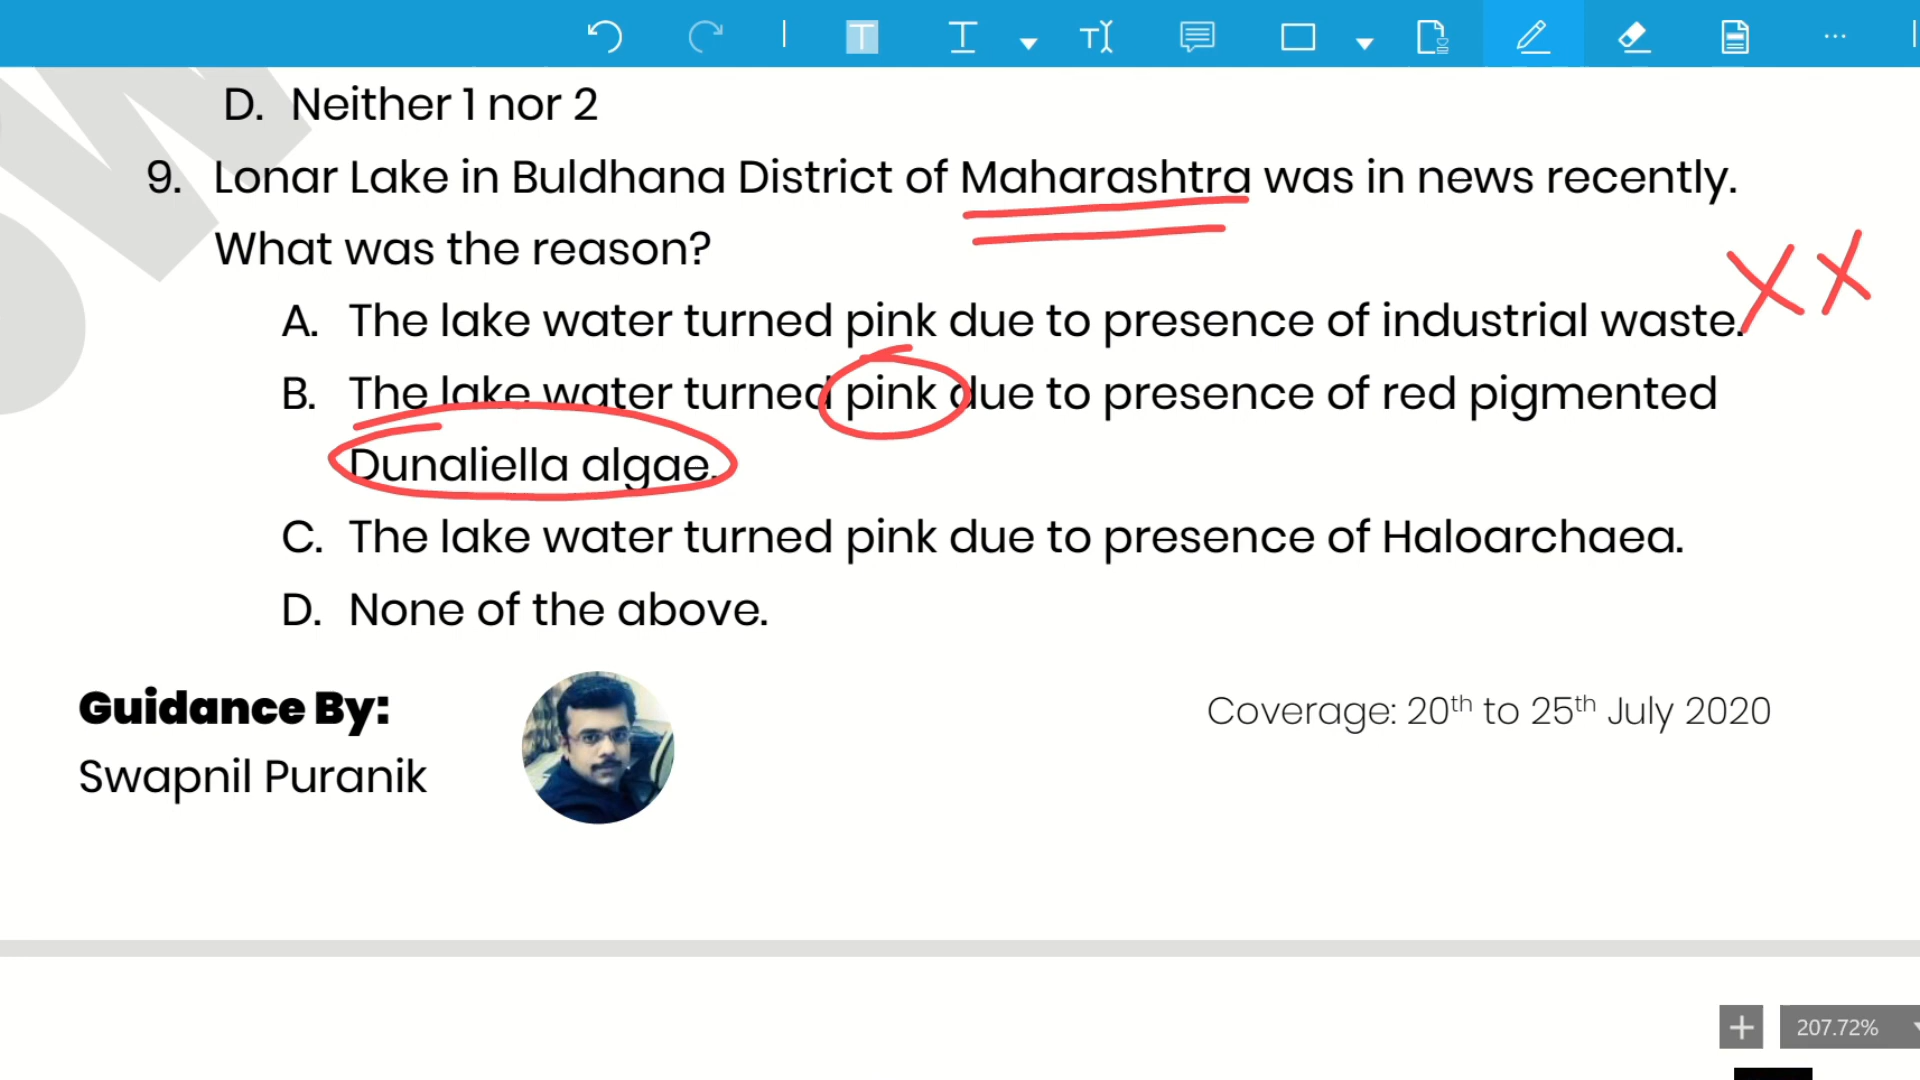 D. Neither 1 nor 2
9. Lonar Lake in Buldhana District of Maharashtra was in news recently.
What was the reason?
A. The lake water turned pink due to presence of industrial waste.
B. The lake water turned pink due to presence of red pigmented
Dunaliella algae.
C. The lake water turned pink due to presence of Haloarchaea.
D. None of the above.
Guidance By:
Swapnil Puranik
Coverage: 20th to 25th July 2020
207.72%